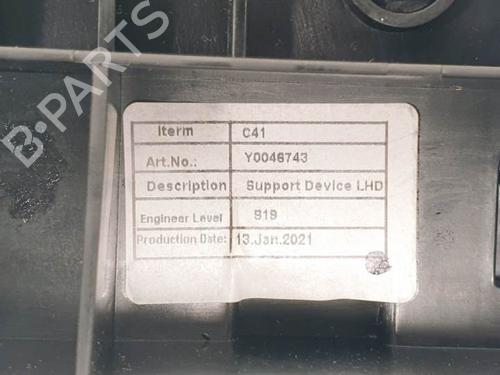 B-PARTS
Iterm C41
Art.No.: Y0046743
Description Support Device LHD
Engineer Level S19
Production Date: 13.Jan.2021